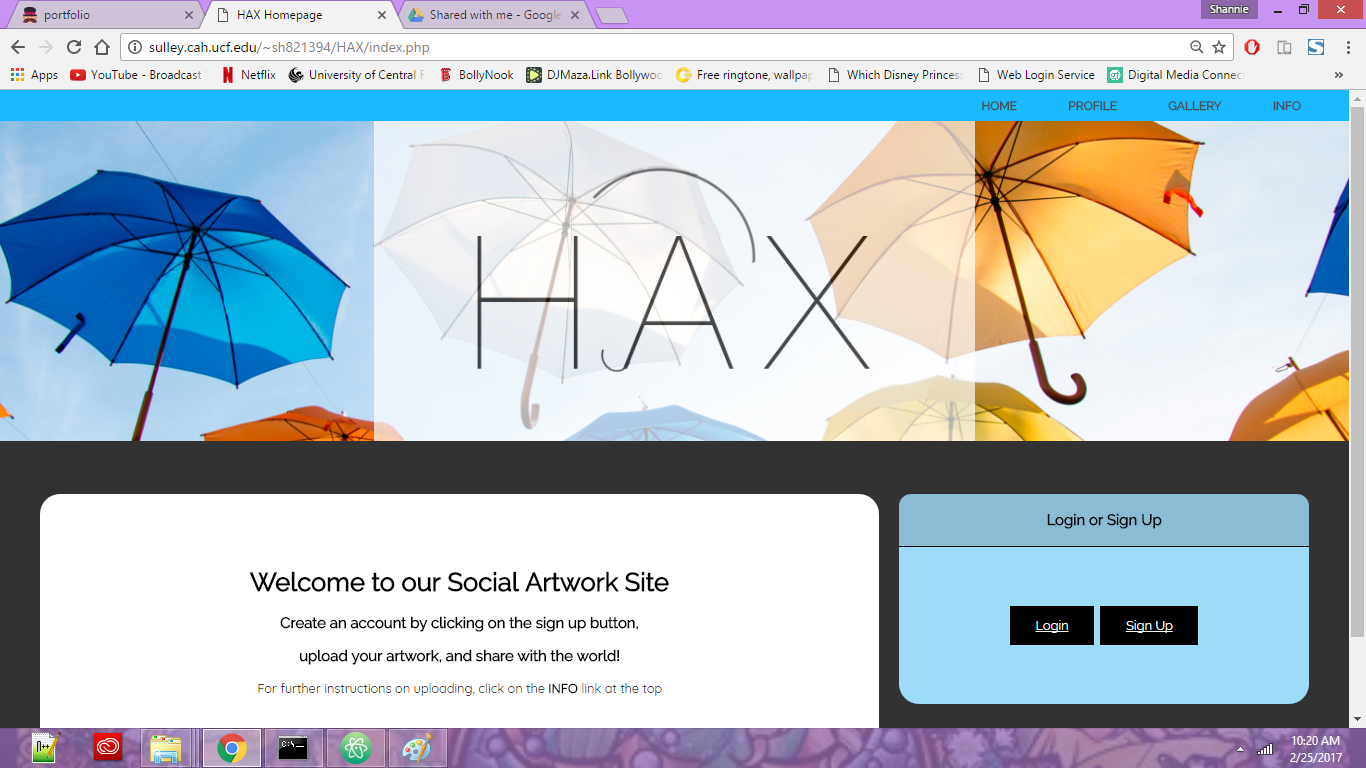 Shannie
portfolio
HAX Homepage
Shared with me - Google
sulley.cah.ucf.edu/~sh821394/HAX/index.php
Apps YouTube - Broadcast Netflix University of Central F BollyNook DJMaza.Link Bollywoo Free ringtone, wallpap Which Disney Princess Web Login Service Digital Media Connec »
HOME PROFILE GALLERY INFO
HAX
Login or Sign Up
Welcome to our Social Artwork Site
Create an account by clicking on the sign up button,
upload your artwork, and share with the world!
For further instructions on uploading, click on the INFO link at the top
Login Sign Up
10:20 AM
2/25/2017